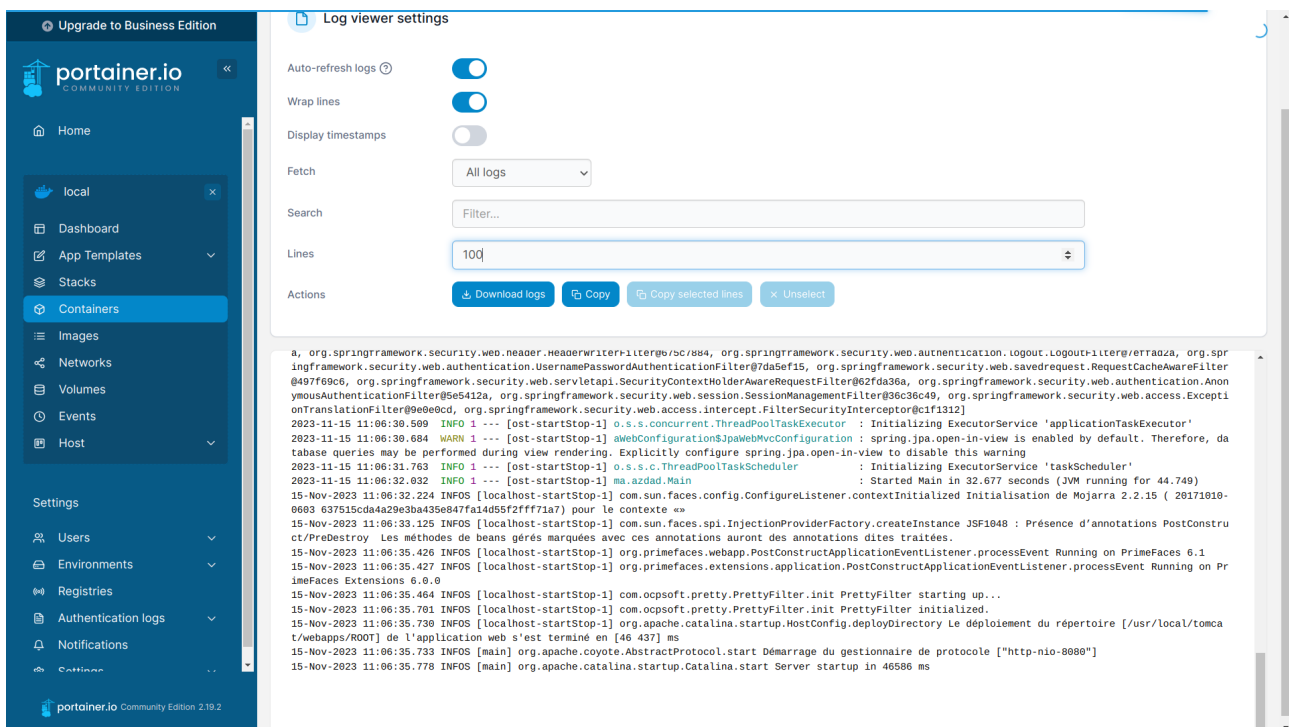 Upgrade to Business Edition
portainer.io
COMMUNITY EDITION
Home
local
Dashboard
App Templates
Stacks
Containers
Images
Networks
Volumes
Events
Host
Settings
Users
Environments
Registries
Authentication logs
Notifications
Settings
portainer.io Community Edition 2.19.2
Log viewer settings
Auto-refresh logs
Wrap lines
Display timestamps
Fetch All logs
Search Filter...
Lines 100
Actions Download logs Copy Copy selected lines Unselect
a, org.springframework.security.web.header.HeaderWriterFilter@675c7884, org.springframework.security.web.authentication.logout.LogoutFilter@7effad2a, org.spr
ingframework.security.web.authentication.UsernamePasswordAuthenticationFilter@7da5ef15, org.springframework.security.web.savedrequest.RequestCacheAwareFilter
@497f69c6, org.springframework.security.web.servletapi.SecurityContextHolderAwareRequestFilter@62fda36a, org.springframework.security.web.authentication.Anon
ymousAuthenticationFilter@5e5412a, org.springframework.security.web.session.SessionManagementFilter@36c36c49, org.springframework.security.web.access.Excepti
onTranslationFilter@9e0e0cd, org.springframework.security.web.access.intercept.FilterSecurityInterceptor@c1f1312]
2023-11-15 11:06:30.509 INFO 1 --- [ost-startStop-1] o.s.s.concurrent.ThreadPoolTaskExecutor : Initializing ExecutorService 'applicationTaskExecutor'
2023-11-15 11:06:30.684 WARN 1 --- [ost-startStop-1] aWebConfiguration$JpaWebMvcConfiguration : spring.jpa.open-in-view is enabled by default. Therefore, da
tabase queries may be performed during view rendering. Explicitly configure spring.jpa.open-in-view to disable this warning
2023-11-15 11:06:31.763 INFO 1 --- [ost-startStop-1] o.s.s.c.ThreadPoolTaskScheduler : Initializing ExecutorService 'taskScheduler'
2023-11-15 11:06:32.032 INFO 1 --- [ost-startStop-1] ma.azdad.Main : Started Main in 32.677 seconds (JVM running for 44.749)
15-Nov-2023 11:06:32.224 INFOS [localhost-startStop-1] com.sun.faces.config.ConfigureListener.contextInitialized Initialisation de Mojarra 2.2.15 ( 20171010-
0603 637515cda4a29e3ba435e847fa14d55f2fff71a7) pour le contexte «»
15-Nov-2023 11:06:33.125 INFOS [localhost-startStop-1] com.sun.faces.spi.InjectionProviderFactory.createInstance JSF1048 : Présence d'annotations PostConstru
ct/PreDestroy Les méthodes de beans gérés marquées avec ces annotations auront des annotations dites traitées.
15-Nov-2023 11:06:35.426 INFOS [localhost-startStop-1] org.primefaces.webapp.PostConstructApplicationEventListener.processEvent Running on PrimeFaces 6.1
15-Nov-2023 11:06:35.427 INFOS [localhost-startStop-1] org.primefaces.extensions.application.PostConstructApplicationEventListener.processEvent Running on Pr
imeFaces Extensions 6.0.0
15-Nov-2023 11:06:35.464 INFOS [localhost-startStop-1] com.ocpsoft.pretty.PrettyFilter.init PrettyFilter starting up...
15-Nov-2023 11:06:35.701 INFOS [localhost-startStop-1] com.ocpsoft.pretty.PrettyFilter.init PrettyFilter initialized.
15-Nov-2023 11:06:35.730 INFOS [localhost-startStop-1] org.apache.catalina.startup.HostConfig.deployDirectory Le déploiement du répertoire [/usr/local/tomca
t/webapps/ROOT] de l'application web s'est terminé en [46 437] ms
15-Nov-2023 11:06:35.733 INFOS [main] org.apache.coyote.AbstractProtocol.start Démarrage du gestionnaire de protocole ["http-nio-8080"]
15-Nov-2023 11:06:35.778 INFOS [main] org.apache.catalina.startup.Catalina.start Server startup in 46586 ms